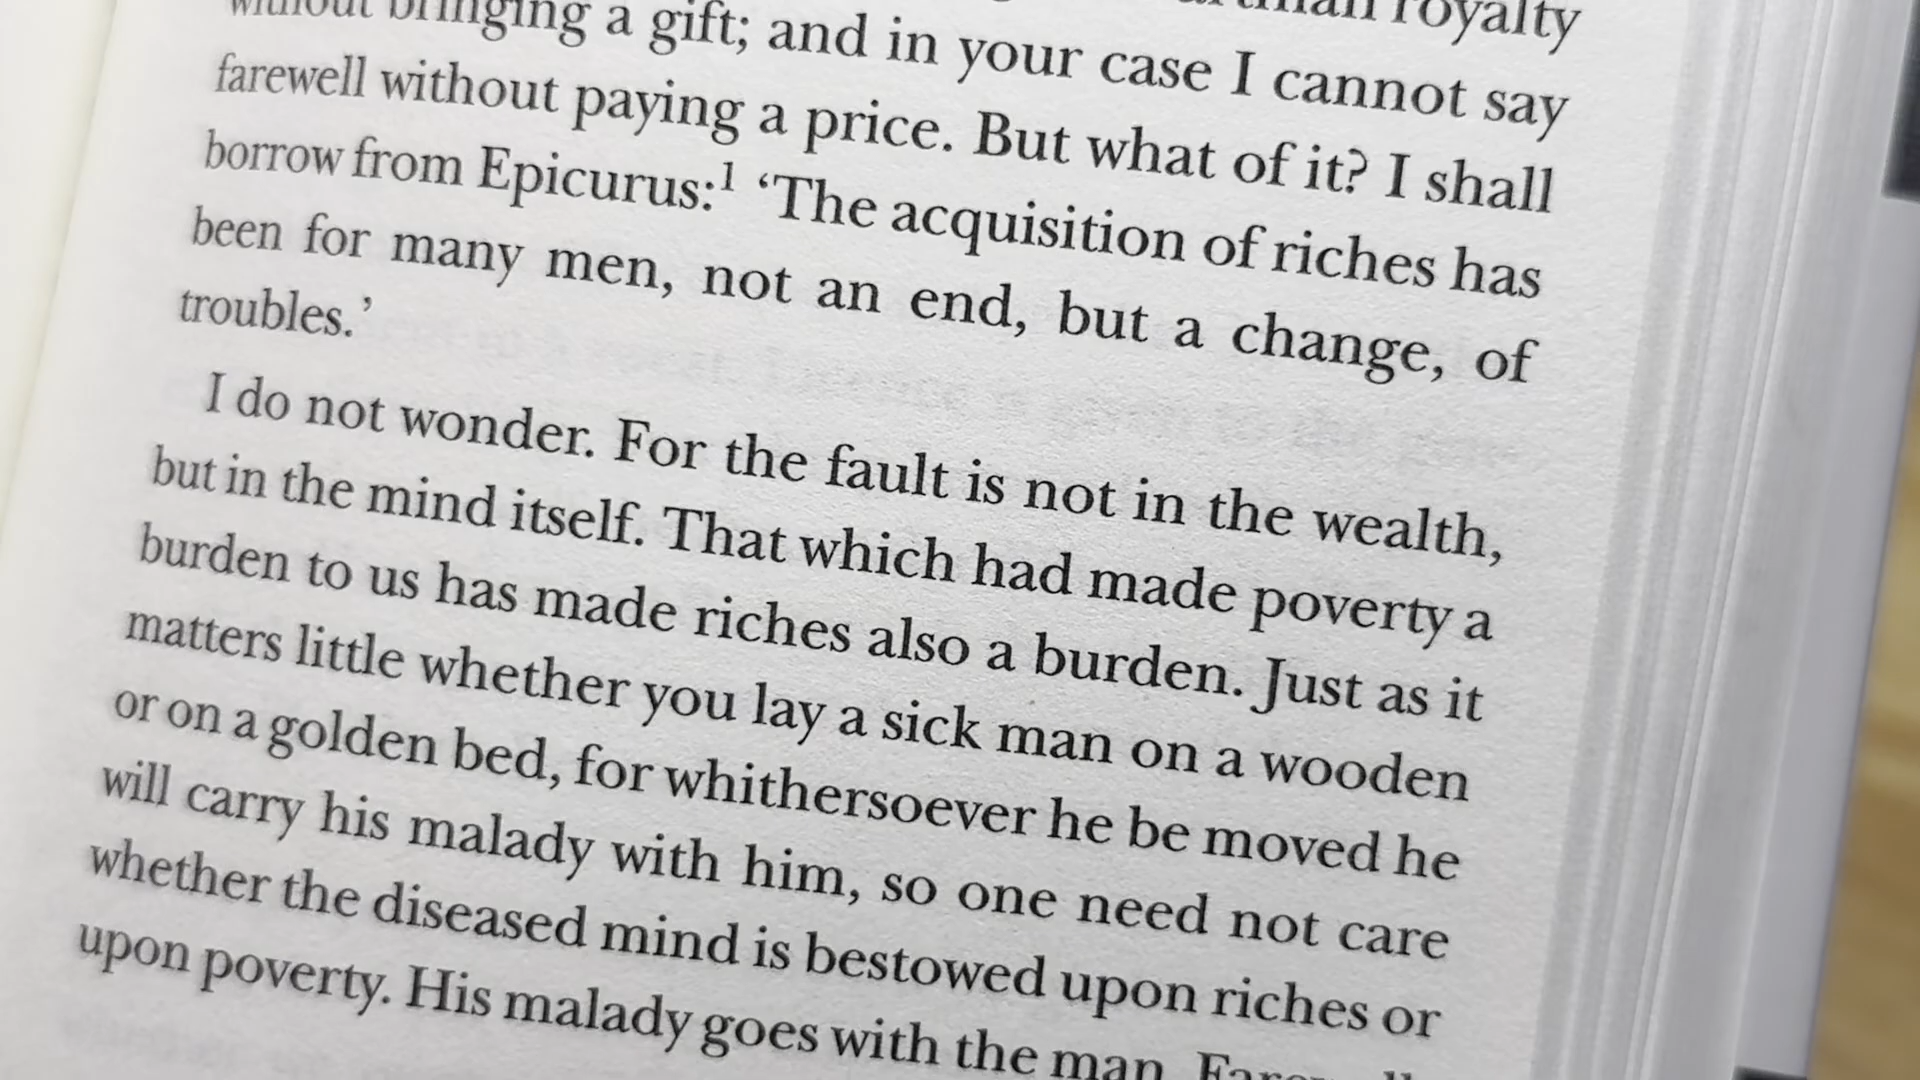 without bringing a gift; and in your case I cannot say
farewell without paying a price. But what of it? I shall
borrow from Epicurus:¹ ‘The acquisition of riches has
been for many men, not an end, but a change, of
troubles.’
I do not wonder. For the fault is not in the wealth,
but in the mind itself. That which had made poverty a
burden to us has made riches also a burden. Just as it
matters little whether you lay a sick man on a wooden
or on a golden bed, for whithersoever he be moved he
will carry his malady with him, so one need not care
whether the diseased mind is bestowed upon riches or
upon poverty. His malady goes with the man.